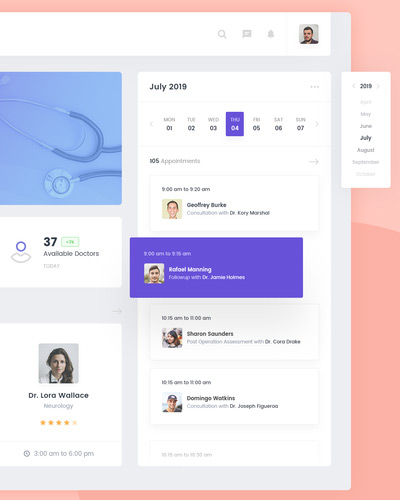 July 2019
MON TUE WED THU FRI SAT SUN
01 02 03 04 05 06 07
105 Appointments
9:00 am to 9:20 am
Geoffrey Burke
Consultation with Dr. Kory Marshal
9:00 am to 9:15 am
Rafael Manning
Followup with Dr. Jamie Holmes
10:15 am to 11:00 am
Sharon Saunders
Post Operation Assessment with Dr. Cora Drake
10:15 am to 11:00 am
Domingo Watkins
Consultation with Dr. Joseph Figueroa
10:15 am to 10:30 am
2019
April
May
June
July
August
September
October
37
Available Doctors
TODAY
Dr. Lora Wallace
Neurology
3:00 am to 6:00 pm